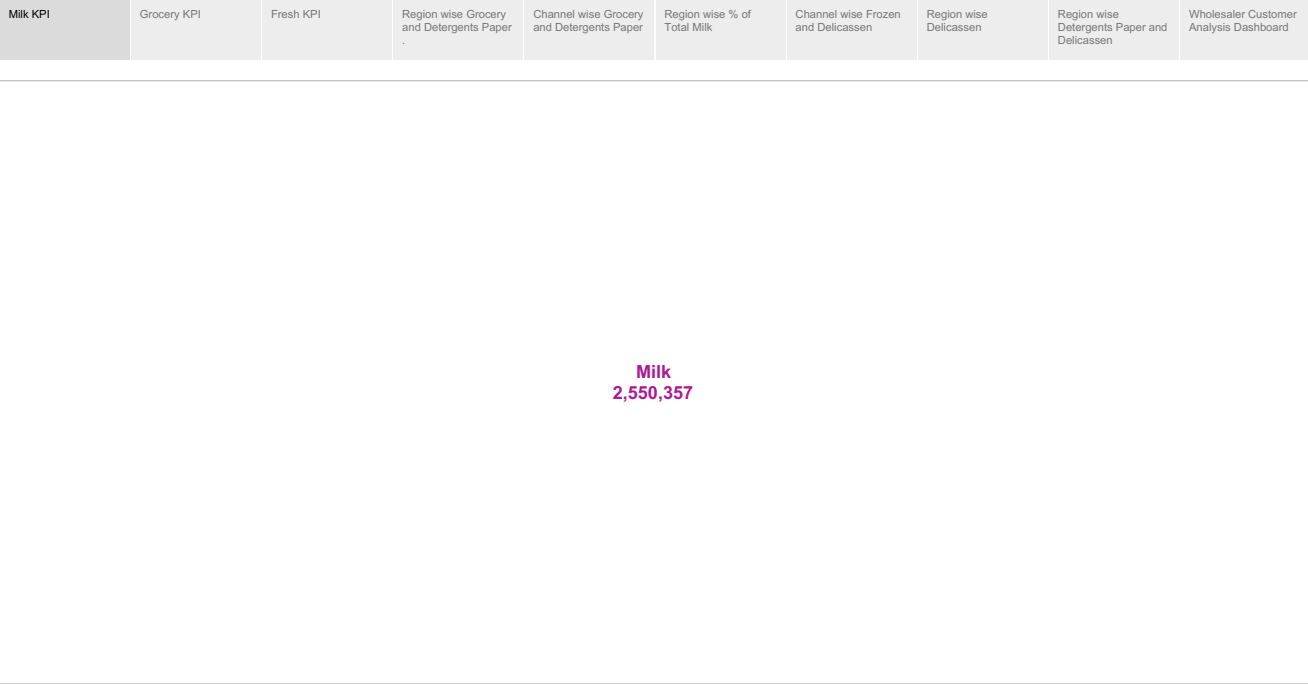 Milk KPI
Grocery KPI
Fresh KPI
Region wise Grocery
and Detergents Paper
.
Channel wise Grocery
and Detergents Paper
Region wise % of
Total Milk
Channel wise Frozen
and Delicassen
Region wise
Delicassen
Region wise
Detergents Paper and
Delicassen
Wholesaler Customer
Analysis Dashboard
Milk
2,550,357